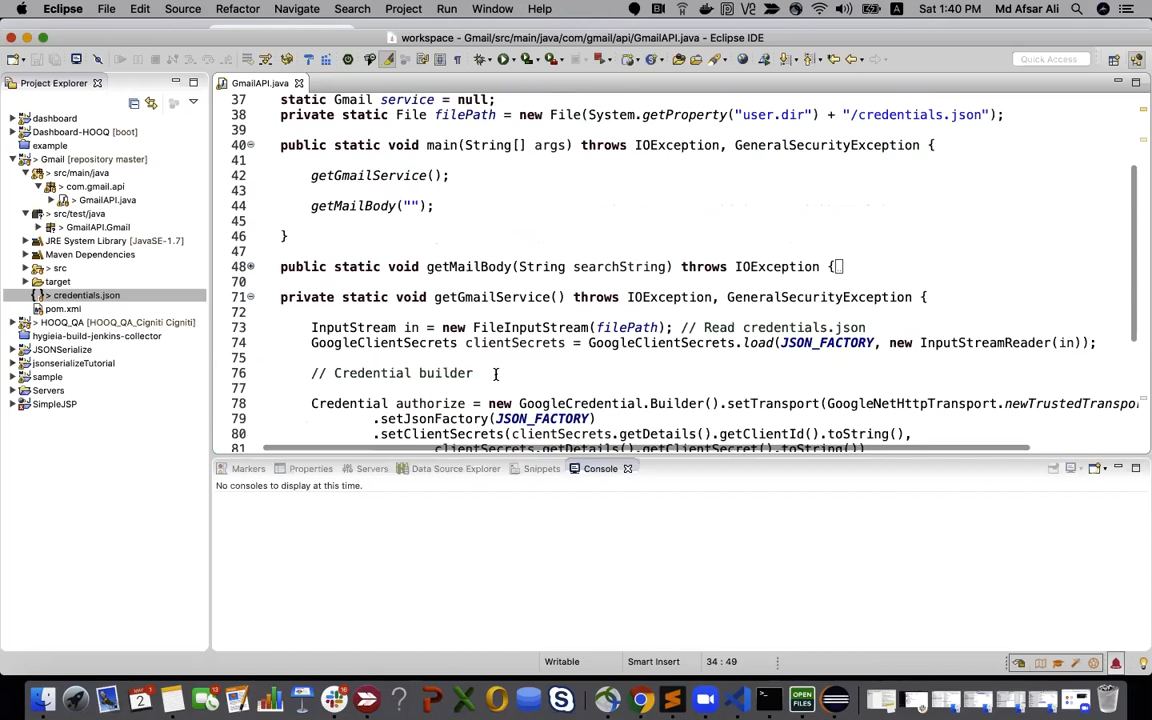 Eclipse File Edit Source Refactor Navigate Search Project Run Window Help Sat 1:40 PM Md Afsar Ali
workspace - Gmail/src/main/java/com/gmail/api/GmailAPI.java - Eclipse IDE
Quick Access
Project Explorer
GmailAPI.java
dashboard
Dashboard-HOOQ [boot]
example
> Gmail [repository master]
> src/main/java
> com.gmail.api
> GmailAPI.java
> src/test/java
> GmailAPI.Gmail
JRE System Library [JavaSE-1.7]
Maven Dependencies
> src
> target
> credentials.json
pom.xml
> HOOQ_QA [HOOQ_QA_Cigniti Cigniti]
hygieia-build-jenkins-collector
JSONSerialize
jsonserializeTutorial
sample
Servers
SimpleJSP
37 static Gmail service = null;
38 private static File filePath = new File(System.getProperty("user.dir") + "/credentials.json");
39
40 public static void main(String[] args) throws IOException, GeneralSecurityException {
41
42 getGmailService();
43
44 getMailBody("");
45
46 }
47
48 public static void getMailBody(String searchString) throws IOException {
70
71 private static void getGmailService() throws IOException, GeneralSecurityException {
72
73 InputStream in = new FileInputStream(filePath); // Read credentials.json
74 GoogleClientSecrets clientSecrets = GoogleClientSecrets.load(JSON_FACTORY, new InputStreamReader(in));
75
76 // Credential builder
77
78 Credential authorize = new GoogleCredential.Builder().setTransport(GoogleNetHttpTransport.newTrustedTranspo
79 .setJsonFactory(JSON_FACTORY)
80 .setClientSecrets(clientSecrets.getDetails().getClientId().toString(),
81 clientSecrets.getDetails().getClientSecret().toString())
Markers Properties Servers Data Source Explorer Snippets Console
No consoles to display at this time.
Writable Smart Insert 34 : 49